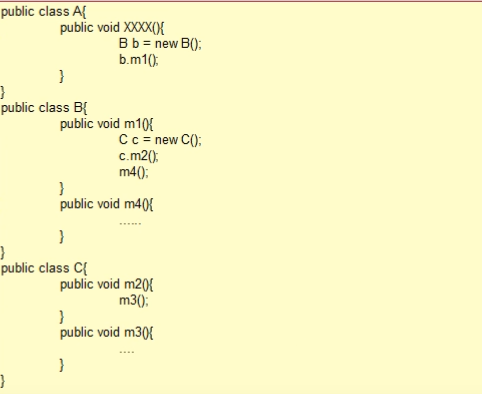 public class A{
public void XXXX(){
B b = new B();
b.m1();
}
}
public class B{
public void m1(){
C c = new C();
c.m2();
m4();
}
public void m4(){
......
}
}
public class C{
public void m2(){
m3();
}
public void m3(){
....
}
}